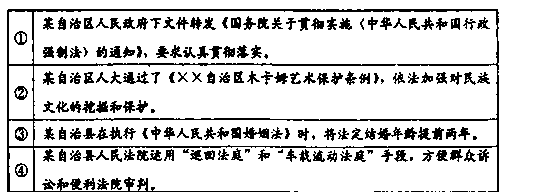 ① 某自治区人民政府下文件转发《国务院关于贯彻实施〈中华人民共和国行政
强制法〉的通知》，要求认真贯彻落实。
② 某自治区人大通过了《××自治区木卡姆艺术保护条例》，依法加强对民族
文化的挖掘和保护。
③ 某自治县在执行《中华人民共和国婚姻法》时，将法定结婚年龄提前两年。
④ 某自治县人民法院运用“巡回法庭”和“车载流动法庭”手段，方便群众诉
讼和便利法院审判。